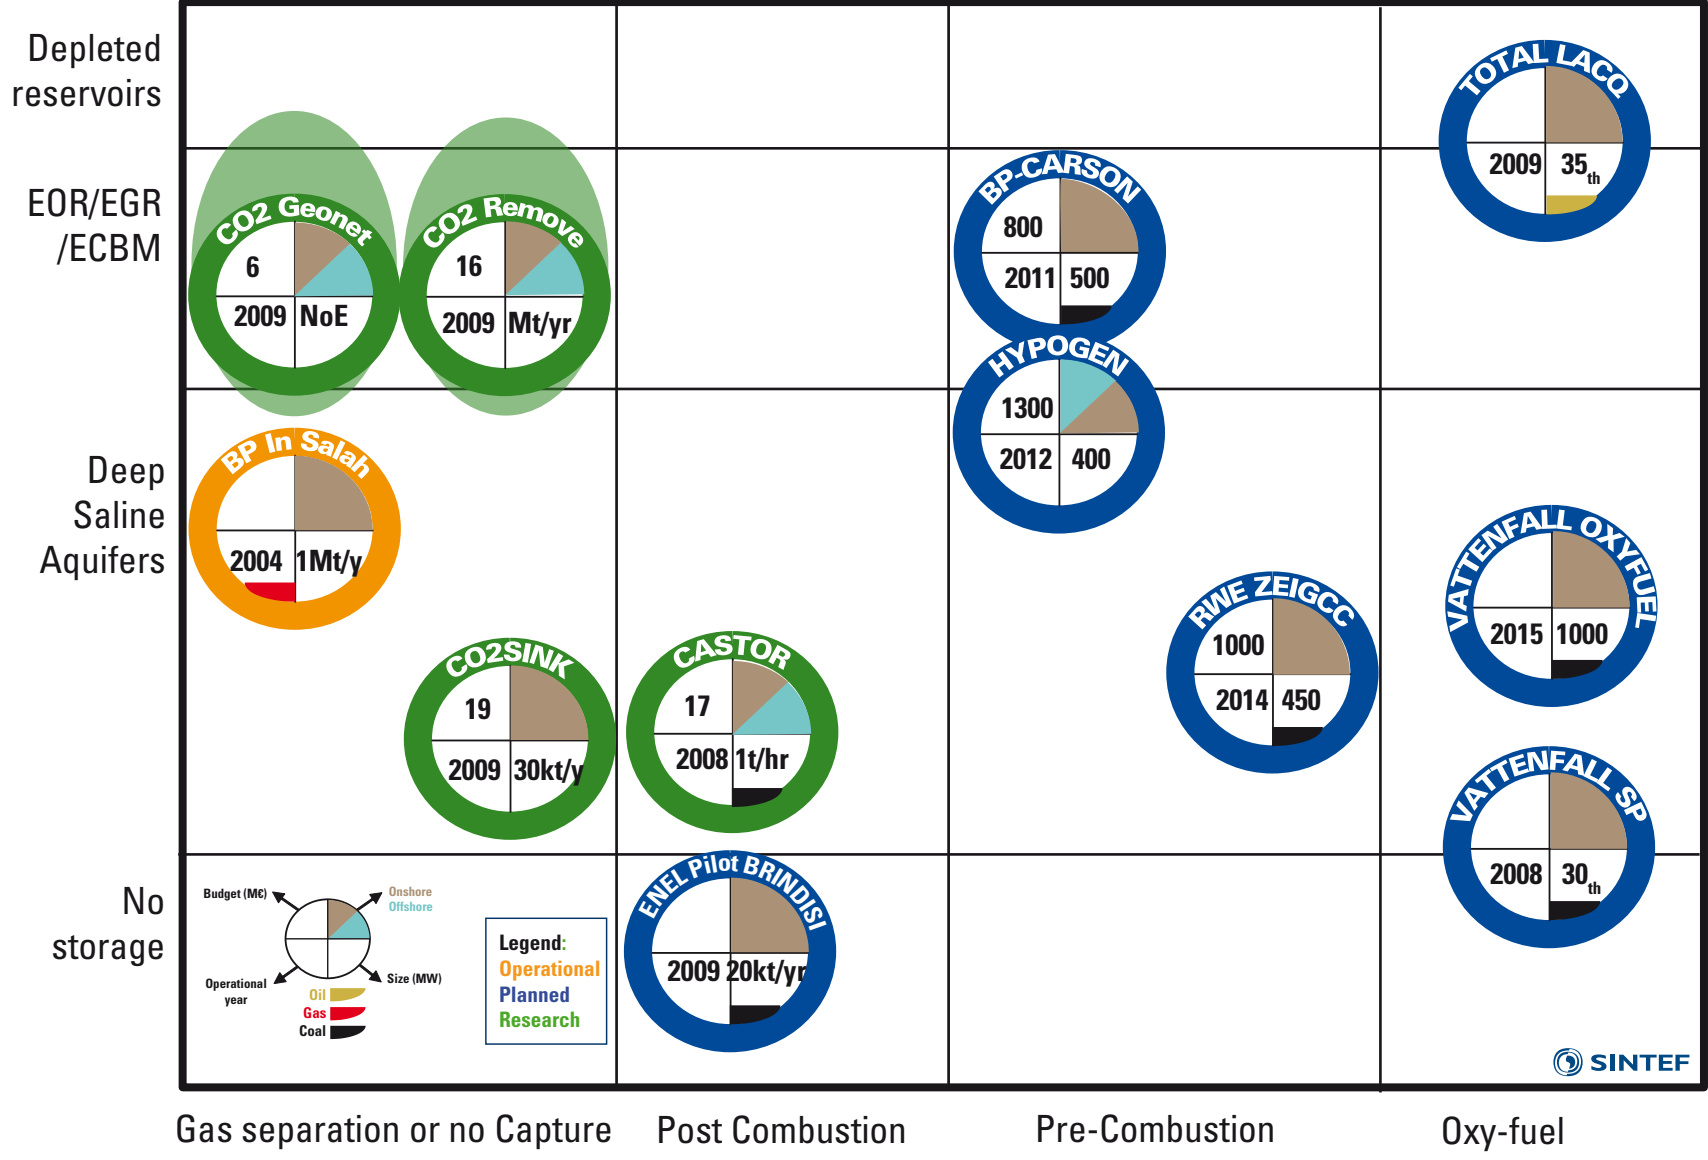 Depleted
reservoirs
EOR/EGR
/ECBM
Deep
Saline
Aquifers
No
storage
TOTAL LACQ
2009
35th
CO2 Geonet
6
2009
NoE
CO2 Remove
16
2009
Mt/yr
BP-CARSON
800
2011
500
HYPOGEN
1300
2012
400
BP In Salah
2004
1Mt/y
CO2SINK
19
2009
30kt/y
CASTOR
17
2008
1t/hr
RWE ZEIGCC
1000
2014
450
VATTENFALL OXYFUEL
2015
1000
VATTENFALL SP
2008
30th
ENEL Pilot BRINDISI
2009
20kt/yr
Budget (M€)
Onshore
Offshore
Operational
year
Size (MW)
Oil
Gas
Coal
Legend:
Operational
Planned
Research
SINTEF
Gas separation or no Capture
Post Combustion
Pre-Combustion
Oxy-fuel